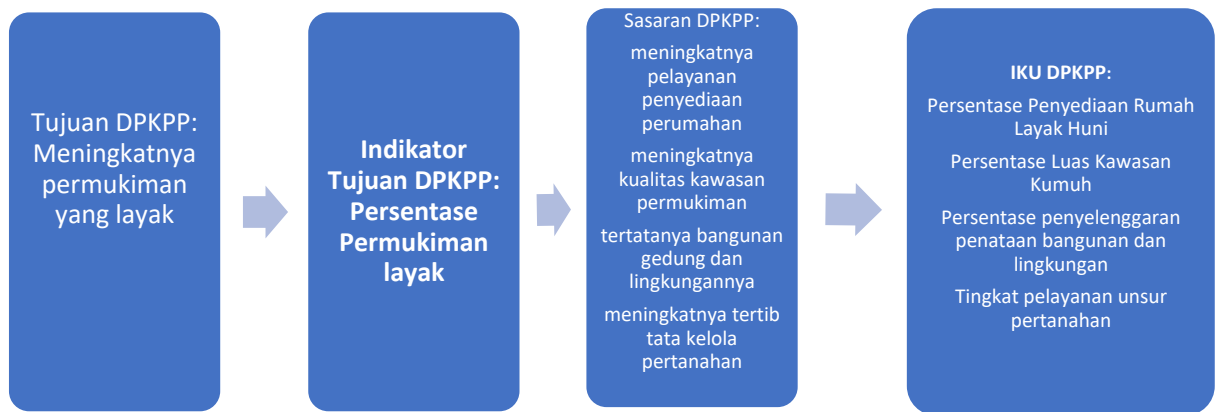 Tujuan DPKPP:
Meningkatnya
permukiman
yang layak
Indikator
Tujuan DPKPP:
Persentase
Permukiman
layak
Sasaran DPKPP:
meningkatnya
pelayanan
penyediaan
perumahan
meningkatnya
kualitas kawasan
permukiman
tertatanya bangunan
gedung dan
lingkungannya
meningkatnya tertib
tata kelola
pertanahan
IKU DPKPP:
Persentase Penyediaan Rumah
Layak Huni
Persentase Luas Kawasan
Kumuh
Persentase penyelenggaran
penataan bangunan dan
lingkungan
Tingkat pelayanan unsur
pertanahan